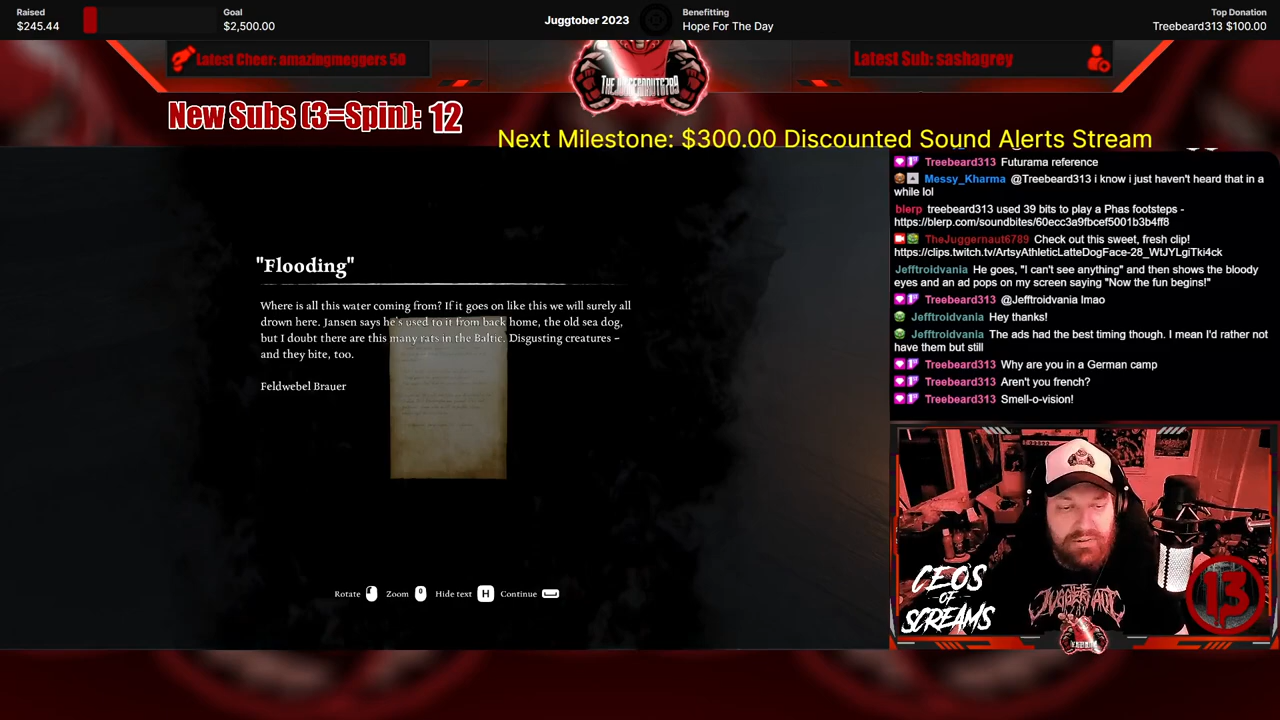 Raised
$245.44
Goal
$2,500.00
Juggtober 2023
Benefitting
Hope For The Day
Top Donation
Treebeard313 $100.00
Latest Cheer: amazingmeggers 50
THEJUGGERNAUT6789
Latest Sub: sashagrey
New Subs (3=Spin): 12
Next Milestone: $300.00 Discounted Sound Alerts Stream
"Flooding"
Where is all this water coming from? If it goes on like this we will surely all
drown here. Jansen says he's used to it from back home, the old sea dog,
but I doubt there are this many rats in the Baltic. Disgusting creatures –
and they bite, too.
Feldwebel Brauer
Rotate Zoom Hide text H Continue
Treebeard313 Futurama reference
Messy_Kharma @Treebeard313 i know i just haven't heard that in a
while lol
blerp treebeard313 used 39 bits to play a Phas footsteps -
https://blerp.com/soundbites/60ecc3a9fbcef5001b3b4ff8
TheJuggernaut6789 Check out this sweet, fresh clip!
https://clips.twitch.tv/ArtsyAthleticLatteDogFace-28_WtJYLgiTki4ck
Jefftroidvania He goes, "I can't see anything" and then shows the bloody
eyes and an ad pops on my screen saying "Now the fun begins!"
Treebeard313 @Jefftroidvania lmao
Jefftroidvania Hey thanks!
Jefftroidvania The ads had the best timing though. I mean I'd rather not
have them but still
Treebeard313 Why are you in a German camp
Treebeard313 Aren't you french?
Treebeard313 Smell-o-vision!
CEOS
OF
SCREAMS
THE
JUGGERNAUT
13